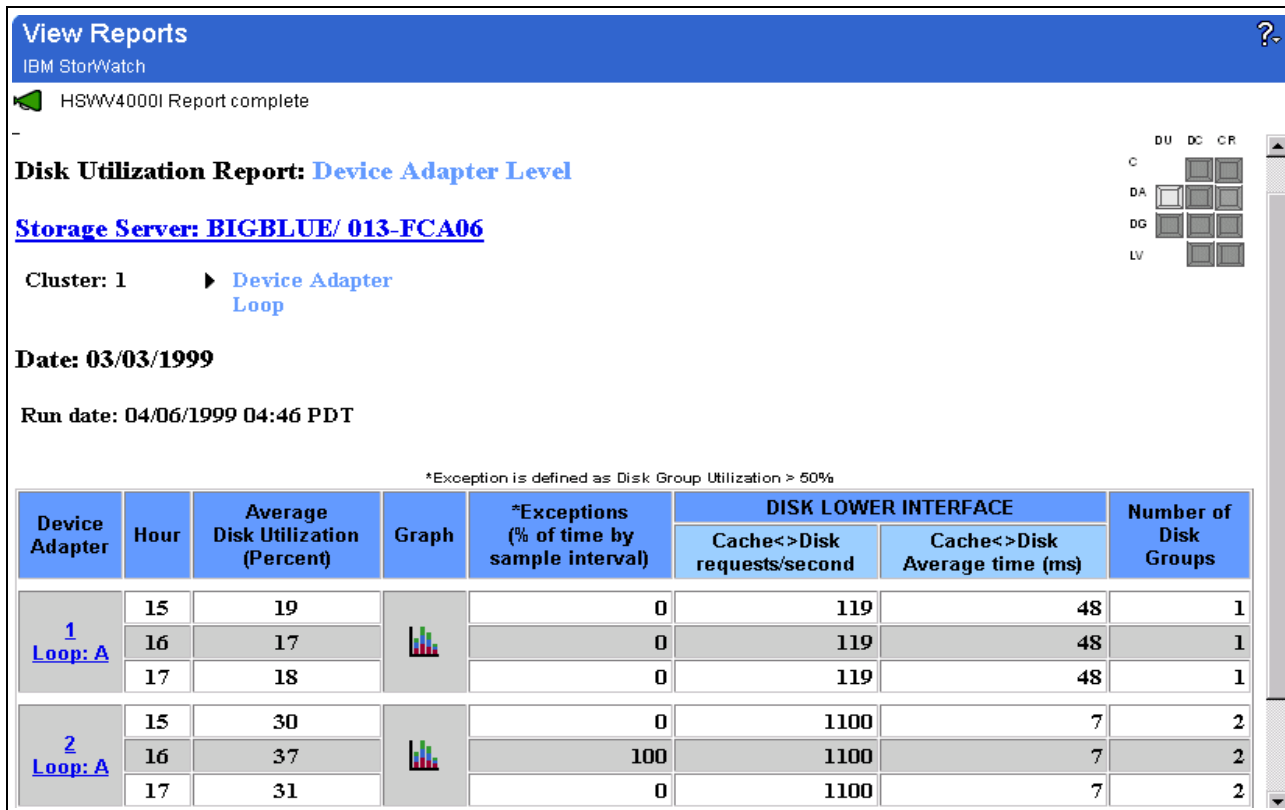 View Reports
?
IBM StorWatch
HSWV4000I Report complete
DU DC CR
C
DA
DG
LV
Disk Utilization Report: Device Adapter Level
Storage Server: BIGBLUE/ 013-FCA06
Cluster: 1
Device Adapter
Loop
Date: 03/03/1999
Run date: 04/06/1999 04:46 PDT
*Exception is defined as Disk Group Utilization > 50%
Device Adapter Hour Average Disk Utilization (Percent) Graph *Exceptions (% of time by sample interval) DISK LOWER INTERFACE Number of Disk Groups
Cache<>Disk requests/second Cache<>Disk Average time (ms)
1 Loop: A
15 19 0 119 48 1
16 17 0 119 48 1
17 18 0 119 48 1
2 Loop: A
15 30 0 1100 7 2
16 37 100 1100 7 2
17 31 0 1100 7 2